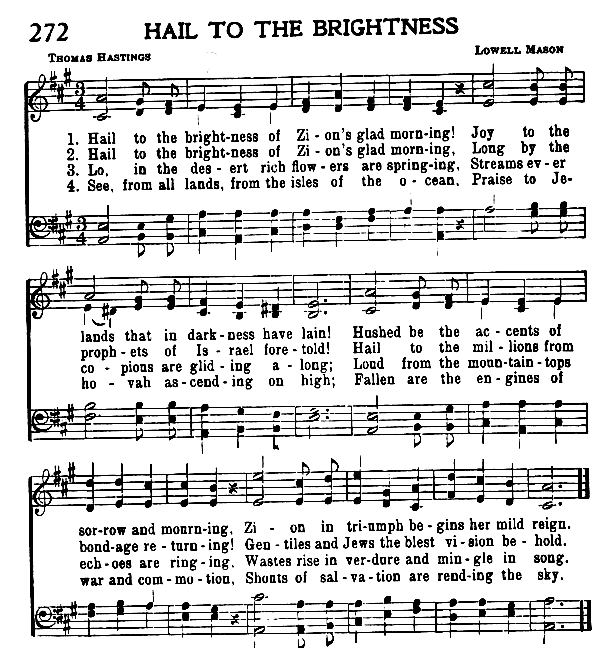 272 HAIL TO THE BRIGHTNESS
THOMAS HASTINGS LOWELL MASON
3
4
1. Hail to the bright-ness of Zi - on's glad morn-ing! Joy to the
2. Hail to the bright-ness of Zi - on's glad morn-ing, Long by the
3. Lo, in the des - ert rich flow - ers are spring-ing, Streams ev - er
4. See, from all lands, from the isles of the o - cean, Praise to Je-
3
4
lands that in dark - ness have lain! Hushed be the ac - cents of
proph - ets of Is - rael fore - told! Hail to the mil - lions from
co - pions are glid - ing a - long; Loud from the moun-tain-tops
ho - vah as-cend - ing on high; Fallen are the en - gines of
sor-row and mourn-ing, Zi - on in tri-umph be - gins her mild reign.
bond-age re - turn - ing! Gen - tiles and Jews the blest vi - sion be - hold.
ech - oes are ring - ing, Wastes rise in ver-dure and min - gle in song.
war and com - mo - tion, Shouts of sal - va - tion are rend-ing the sky.